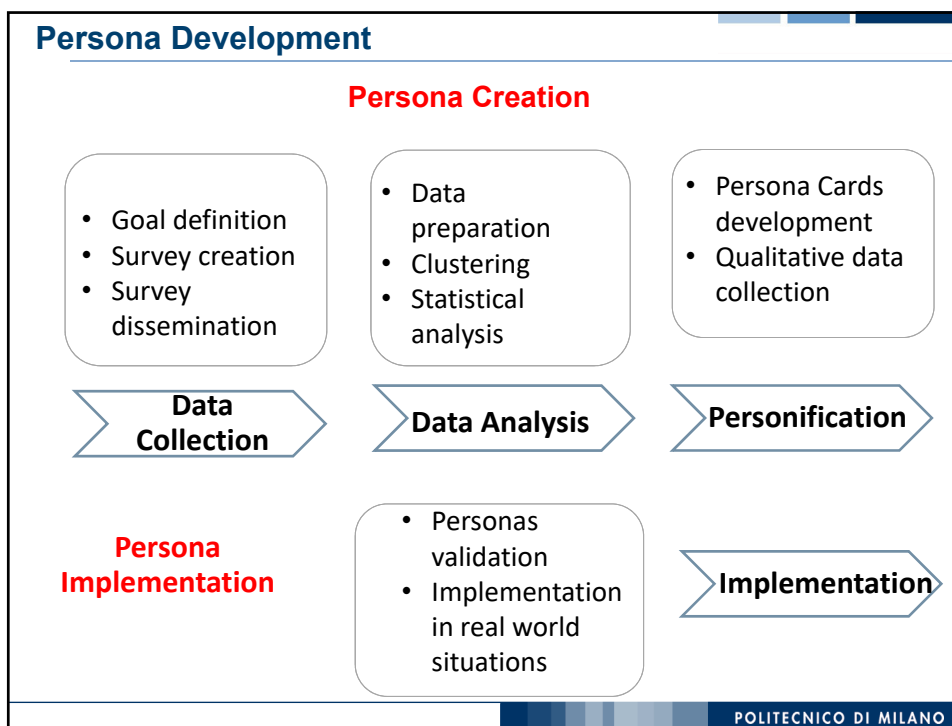 Persona Development
Persona Creation
• Goal definition
• Survey creation
• Survey
dissemination
• Data
preparation
• Clustering
• Statistical
analysis
• Persona Cards
development
• Qualitative data
collection
Data
Collection
Data Analysis
Personification
Persona
Implementation
• Personas
validation
• Implementation
in real world
situations
Implementation
POLITECNICO DI MILANO